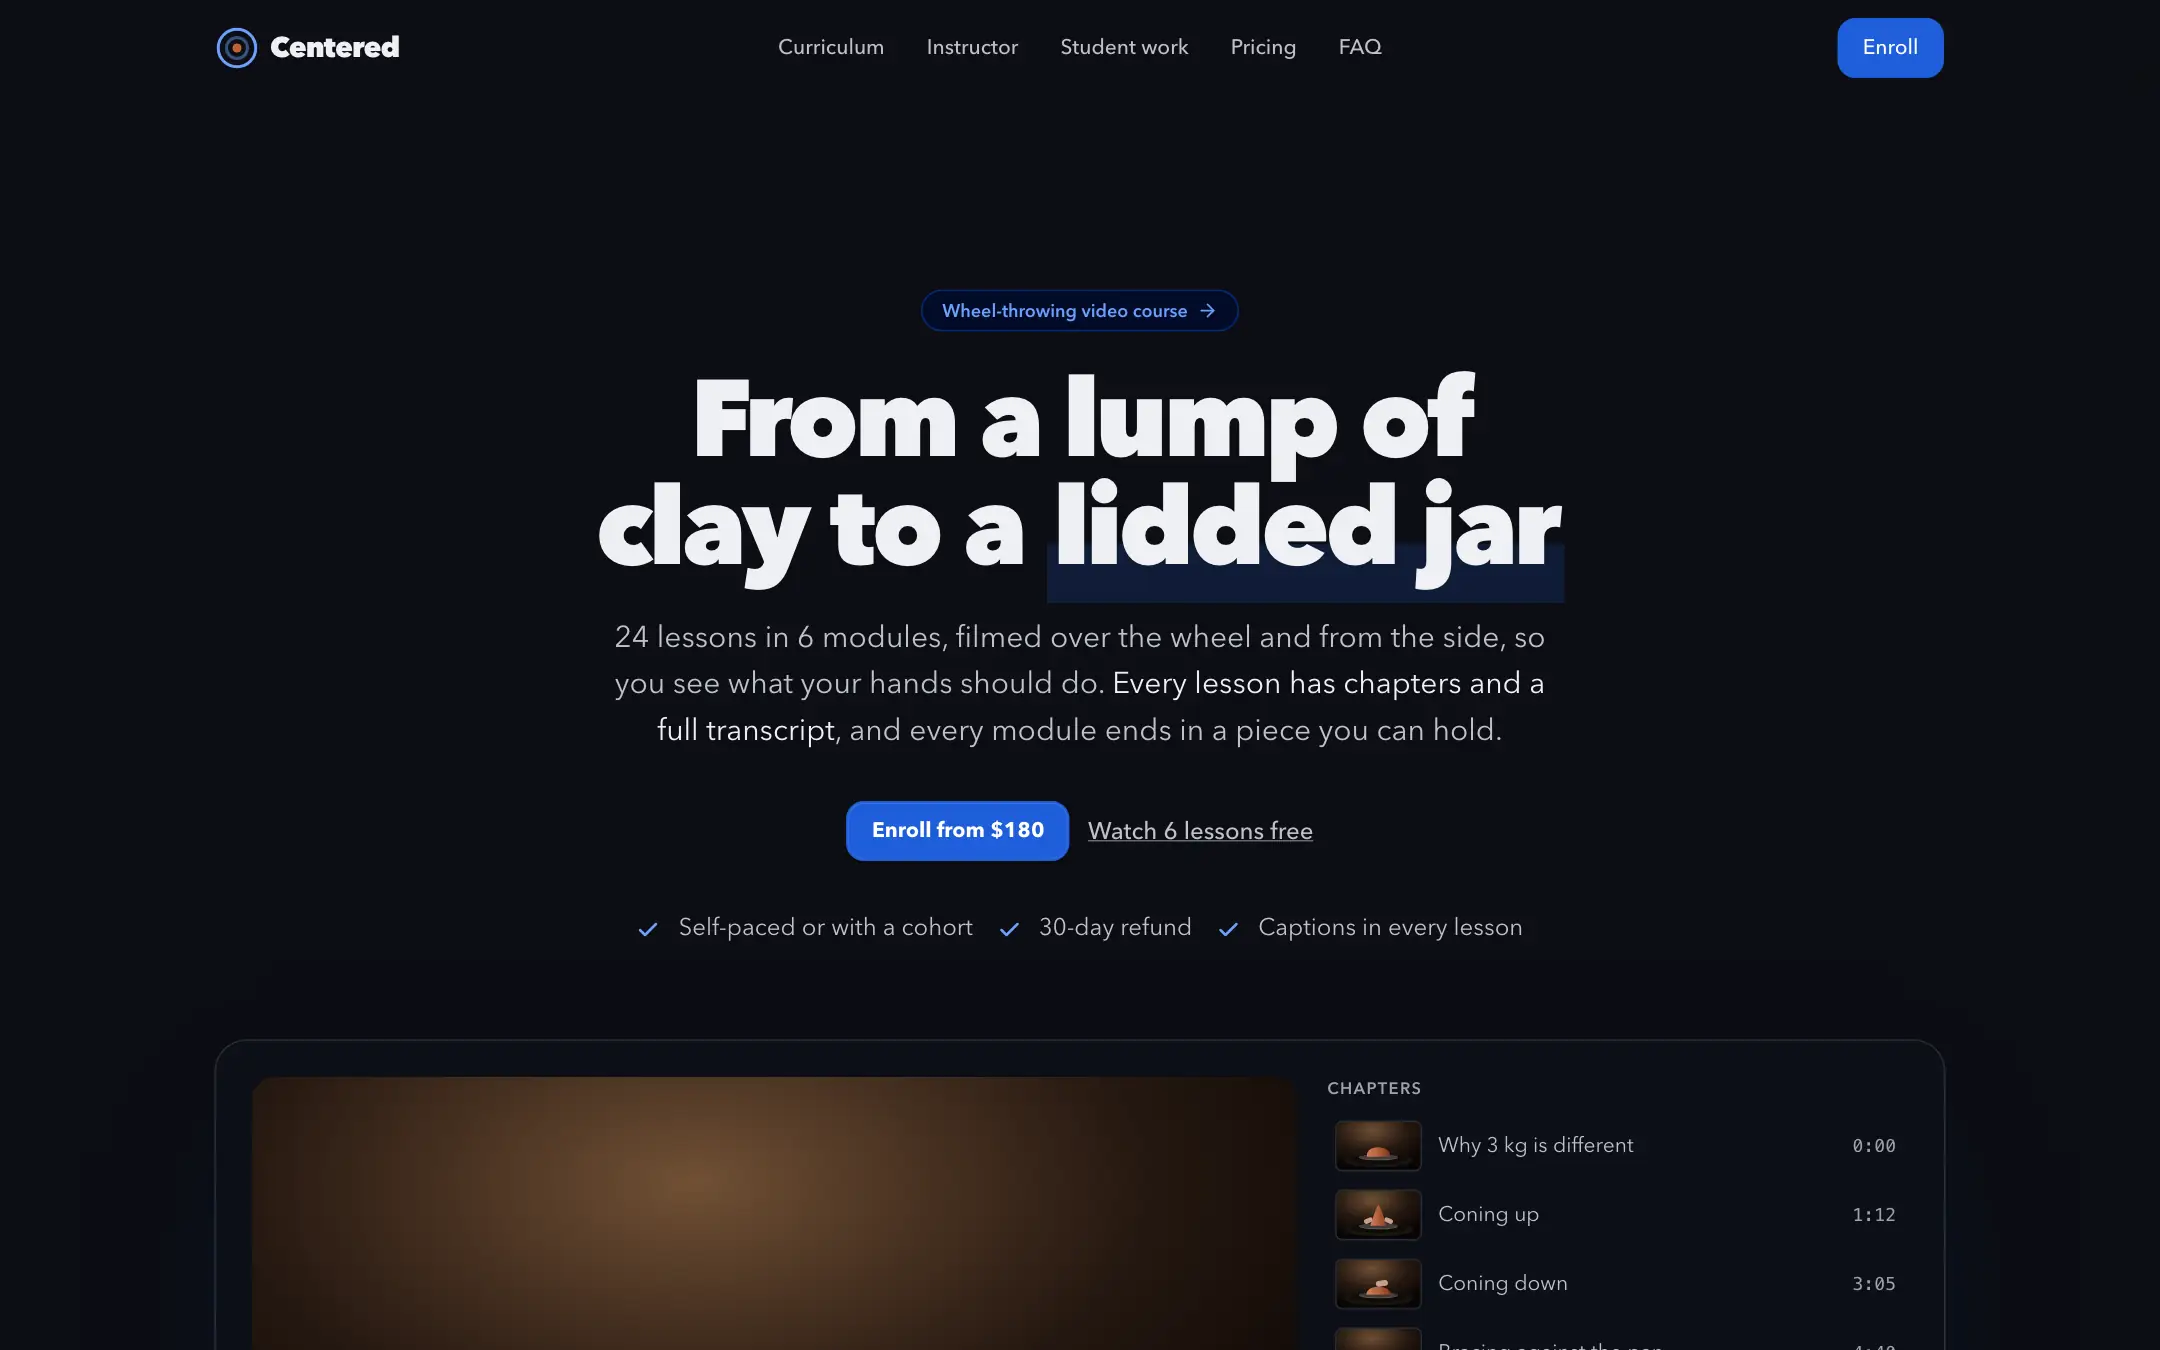 Centered
Curriculum Instructor Student work Pricing FAQ
Enroll
Wheel-throwing video course →
From a lump of
clay to a lidded jar
24 lessons in 6 modules, filmed over the wheel and from the side, so
you see what your hands should do. Every lesson has chapters and a
full transcript, and every module ends in a piece you can hold.
Enroll from $180 Watch 6 lessons free
Self-paced or with a cohort 30-day refund Captions in every lesson
CHAPTERS
Why 3 kg is different 0:00
Coming up 1:12
Coning down 3:05